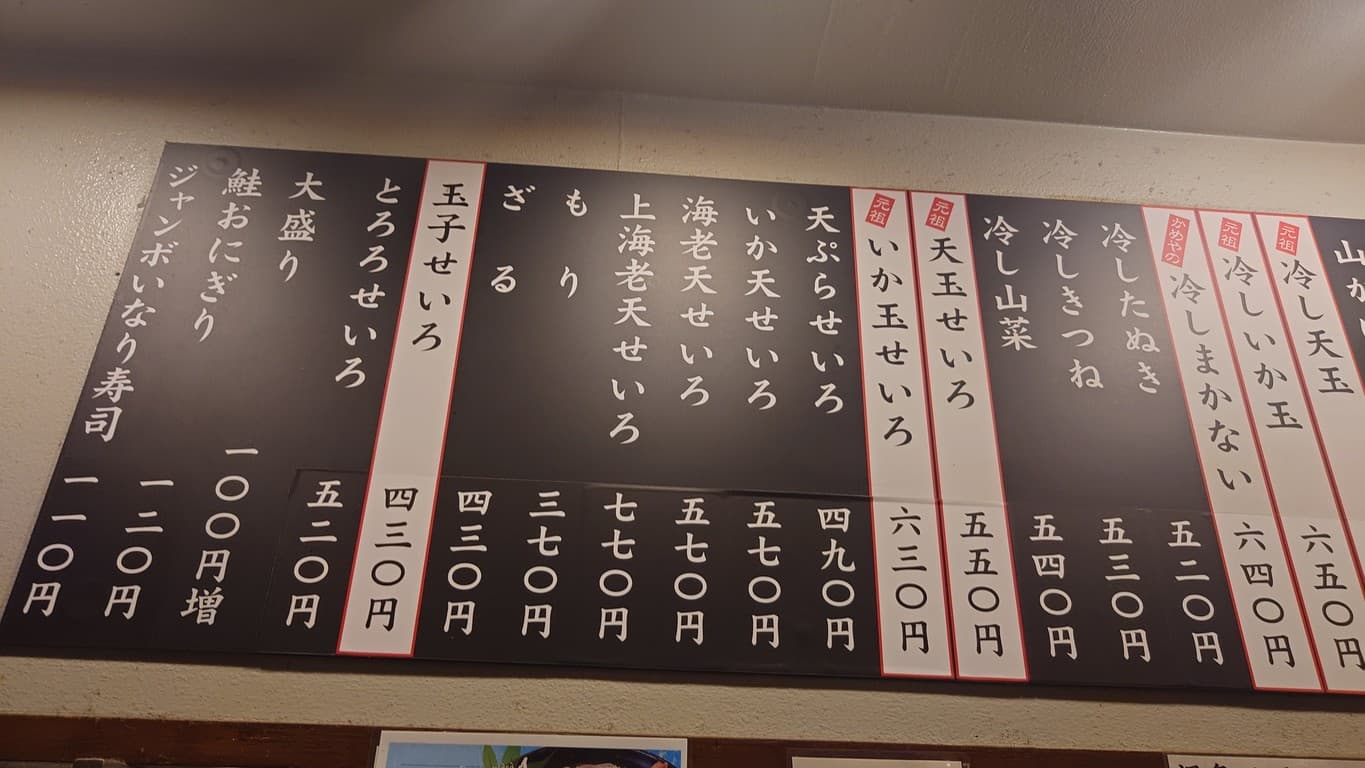 山か
元祖 冷し天玉
元祖 冷しいか玉 六五〇円
かめやの 冷しまかない 六四〇円
冷したぬき 五二〇円
冷しきつね 五三〇円
冷し山菜 五四〇円
元祖 天玉せいろ 五五〇円
元祖 いか玉せいろ 六三〇円
天ぷらせいろ 四九〇円
いか天せいろ 五七〇円
海老天せいろ 五七〇円
上海老天せいろ 七七〇円
もり 三七〇円
ざる 四三〇円
玉子せいろ 四三〇円
とろろせいろ 五二〇円
大盛り 一〇〇円増
鮭おにぎり 一二〇円
ジャンボいなり寿司 一一〇円